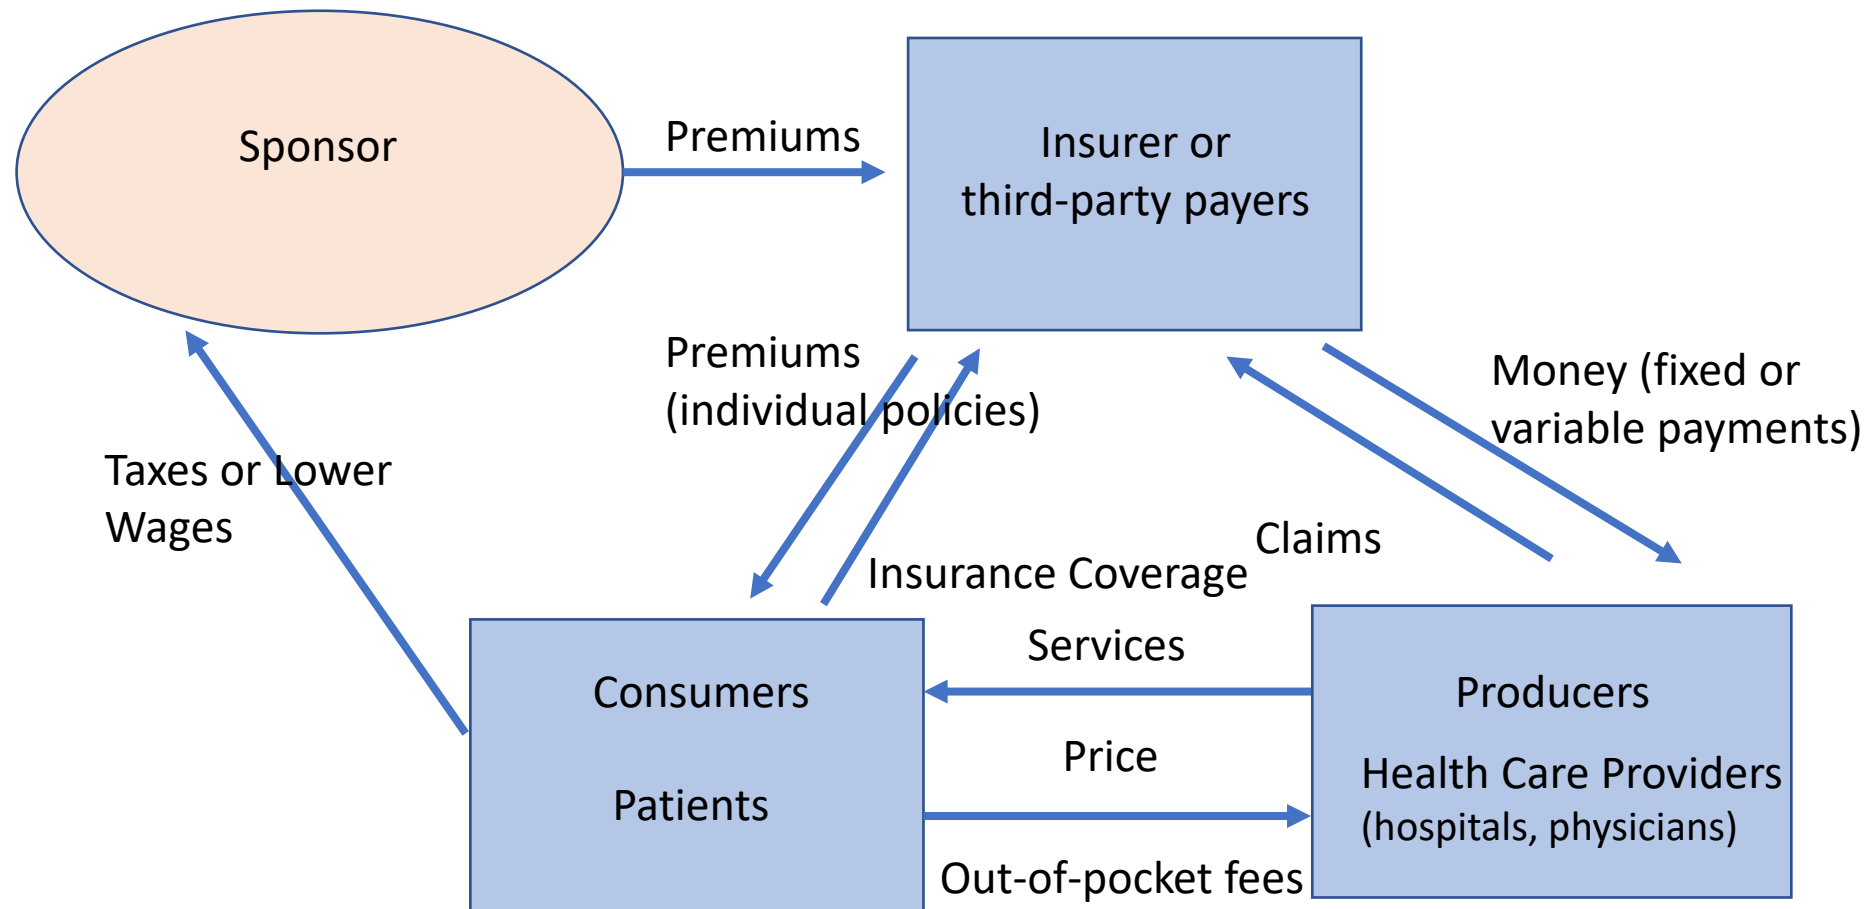 Sponsor
Premiums
Insurer or
third-party payers
Premiums
(individual policies)
Money (fixed or
variable payments)
Taxes or Lower
Wages
Claims
Insurance Coverage
Services
Consumers
Patients
Price
Producers
Health Care Providers
(hospitals, physicians)
Out-of-pocket fees